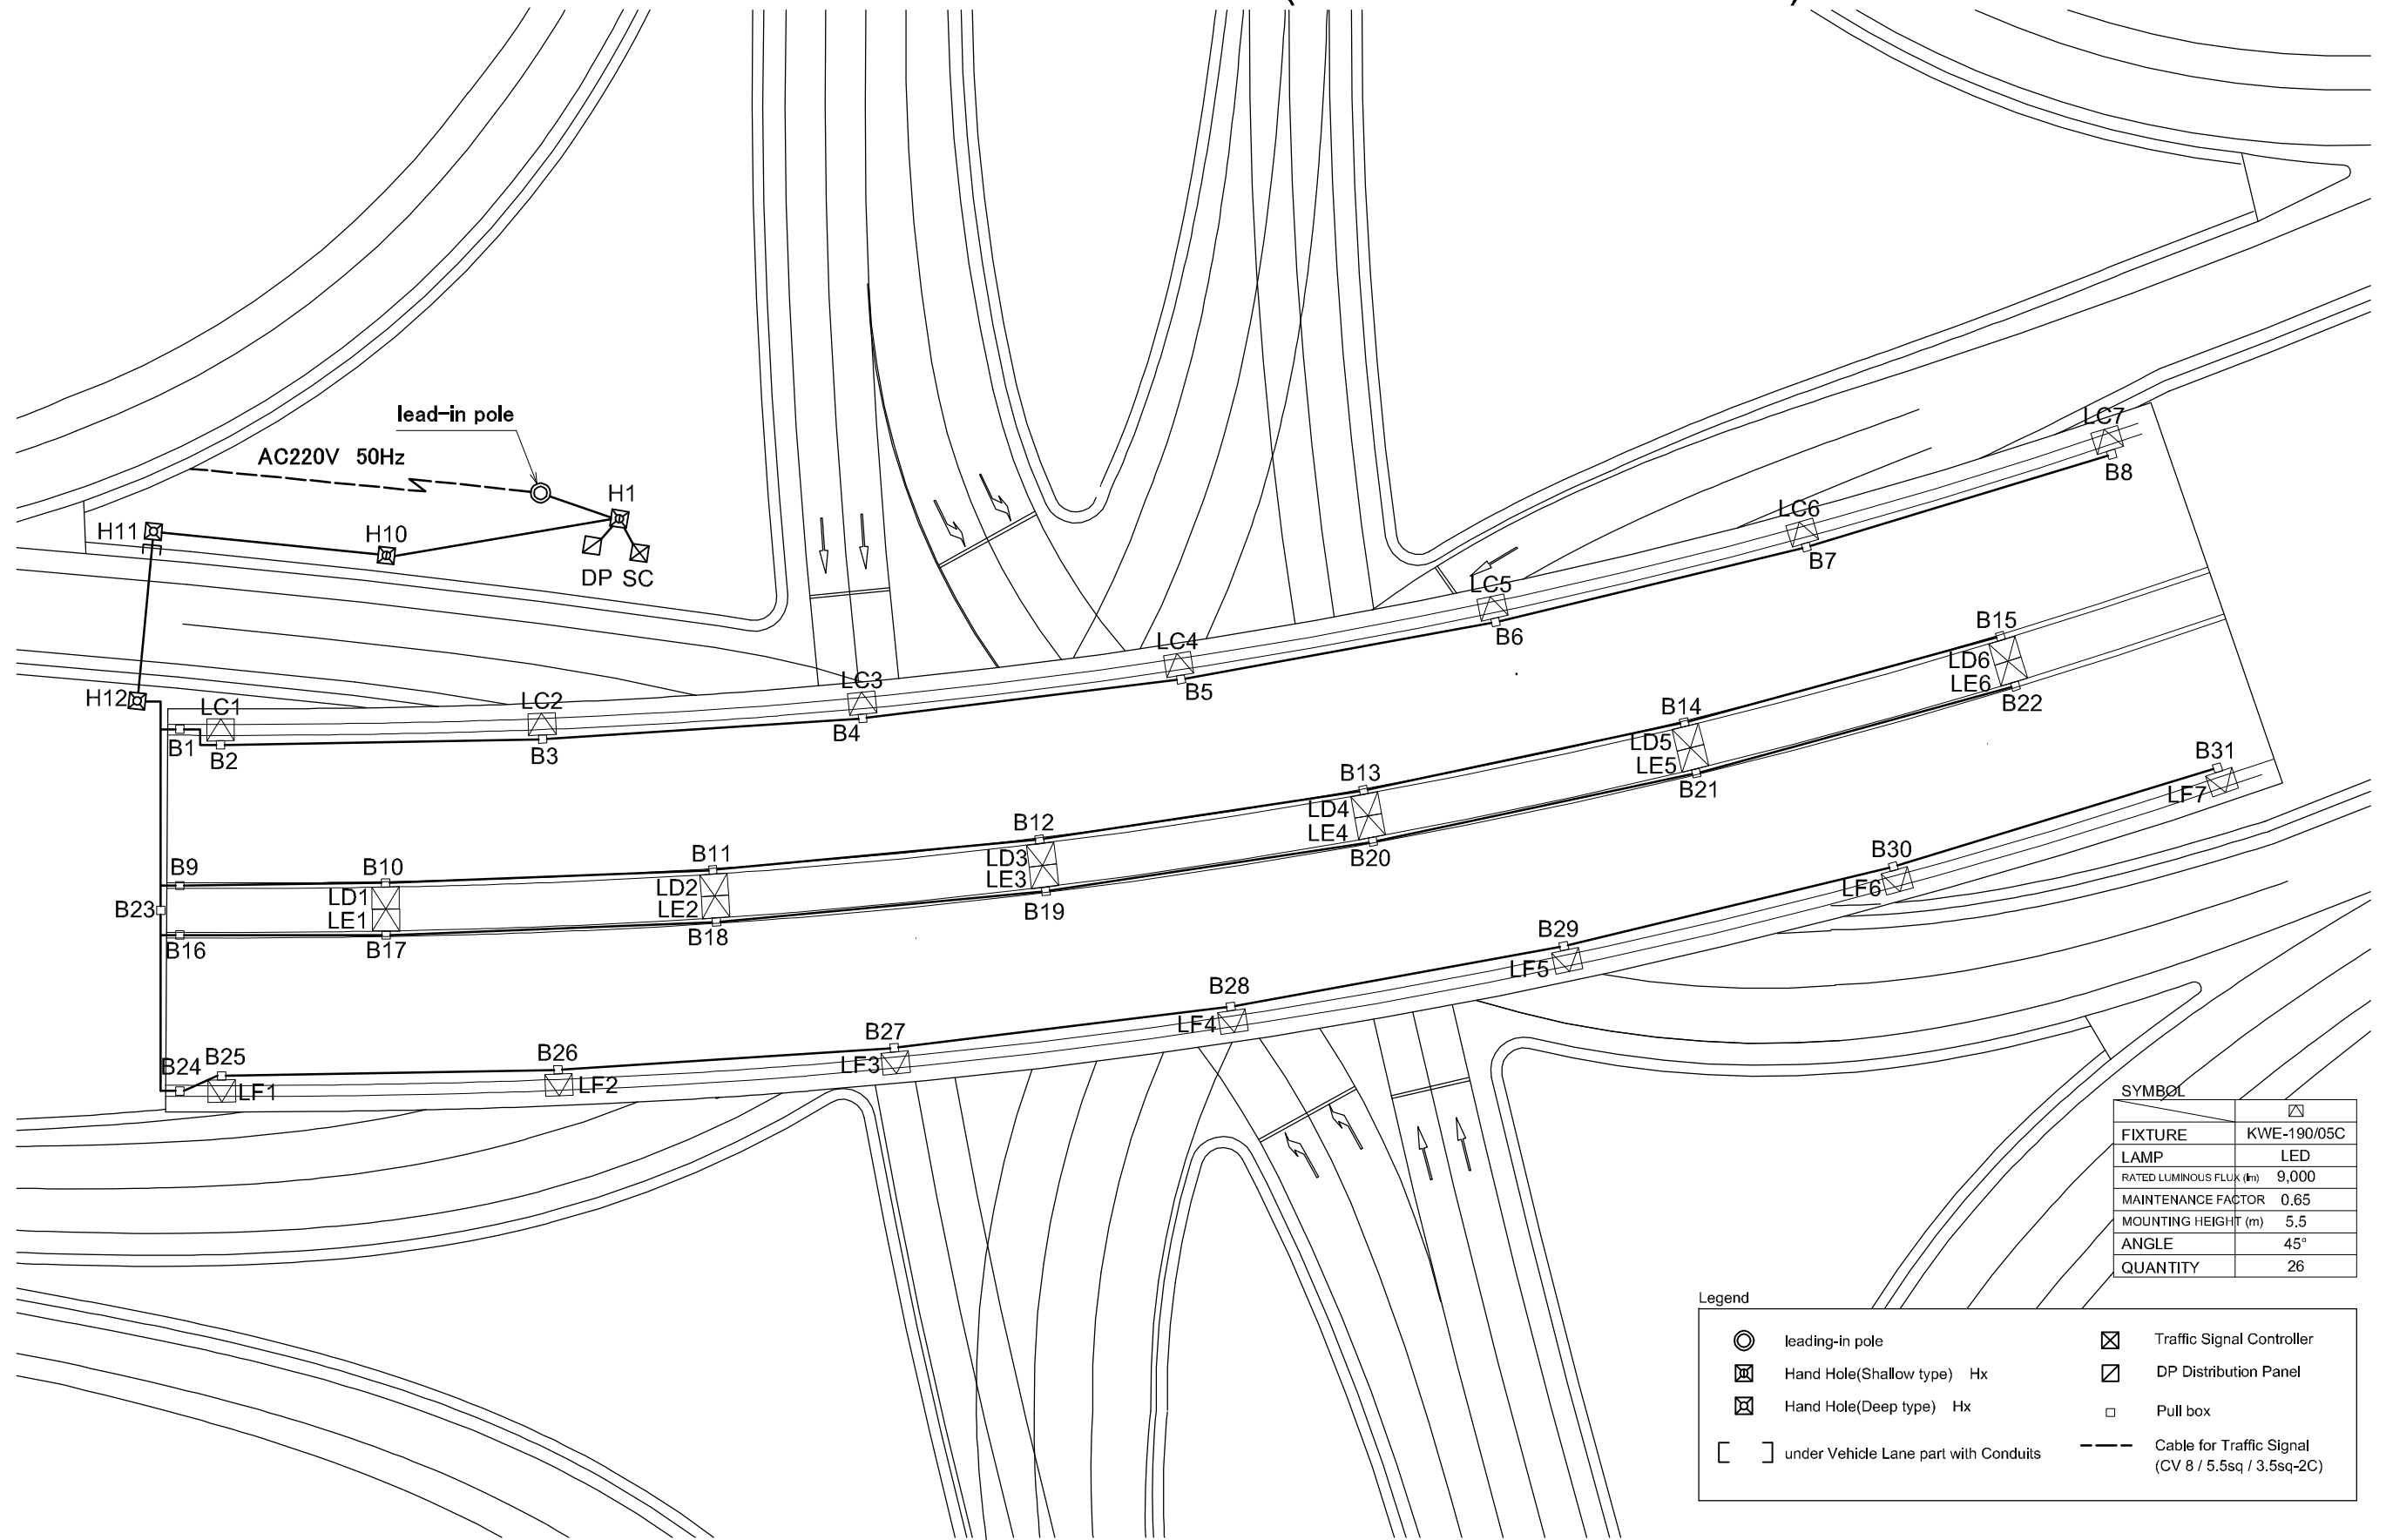 lead-in pole
AC220V 50Hz
H1
H11
H10
DP SC
H12
LC1
LC2
LC3
LC4
LC5
LC6
LC7
B1
B2
B3
B4
B5
B6
B7
B8
B9
B10
B11
B12
B13
B14
B15
LD1
LE1
LD2
LE2
LD3
LE3
LD4
LE4
LD5
LE5
LD6
LE6
B23
B16
B17
B18
B19
B20
B21
B22
B24
B25
B26
B27
B28
B29
B30
B31
LF1
LF2
LF3
LF4
LF5
LF6
LF7
SYMBOL
FIXTURE KWE-190/05C
LAMP LED
RATED LUMINOUS FLUX (lm) 9,000
MAINTENANCE FACTOR 0.65
MOUNTING HEIGHT (m) 5.5
ANGLE 45°
QUANTITY 26
Legend
leading-in pole
Hand Hole(Shallow type) Hx
Hand Hole(Deep type) Hx
under Vehicle Lane part with Conduits
Traffic Signal Controller
DP Distribution Panel
Pull box
Cable for Traffic Signal
(CV 8 / 5.5sq / 3.5sq-2C)